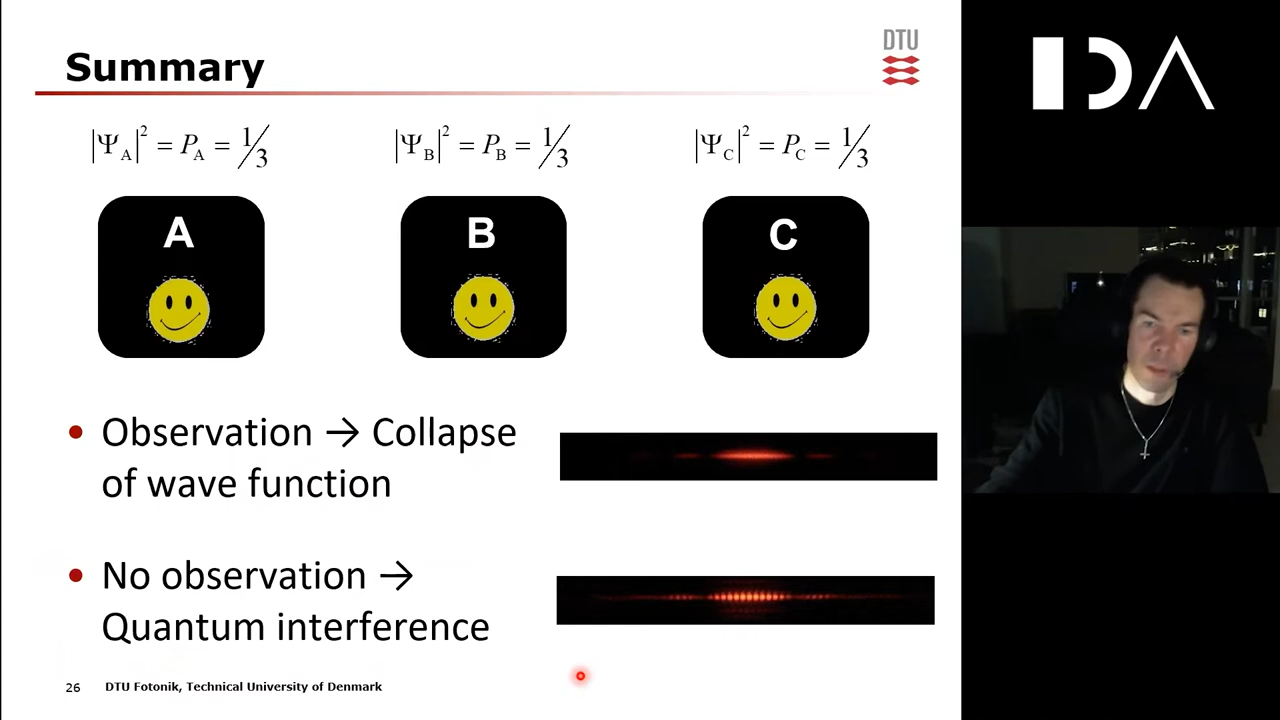 Summary
DTU
IDA
|Ψ_A|² = P_A = 1/3
|Ψ_B|² = P_B = 1/3
|Ψ_C|² = P_C = 1/3
A
B
C
• Observation → Collapse
of wave function
• No observation →
Quantum interference
26 DTU Fotonik, Technical University of Denmark